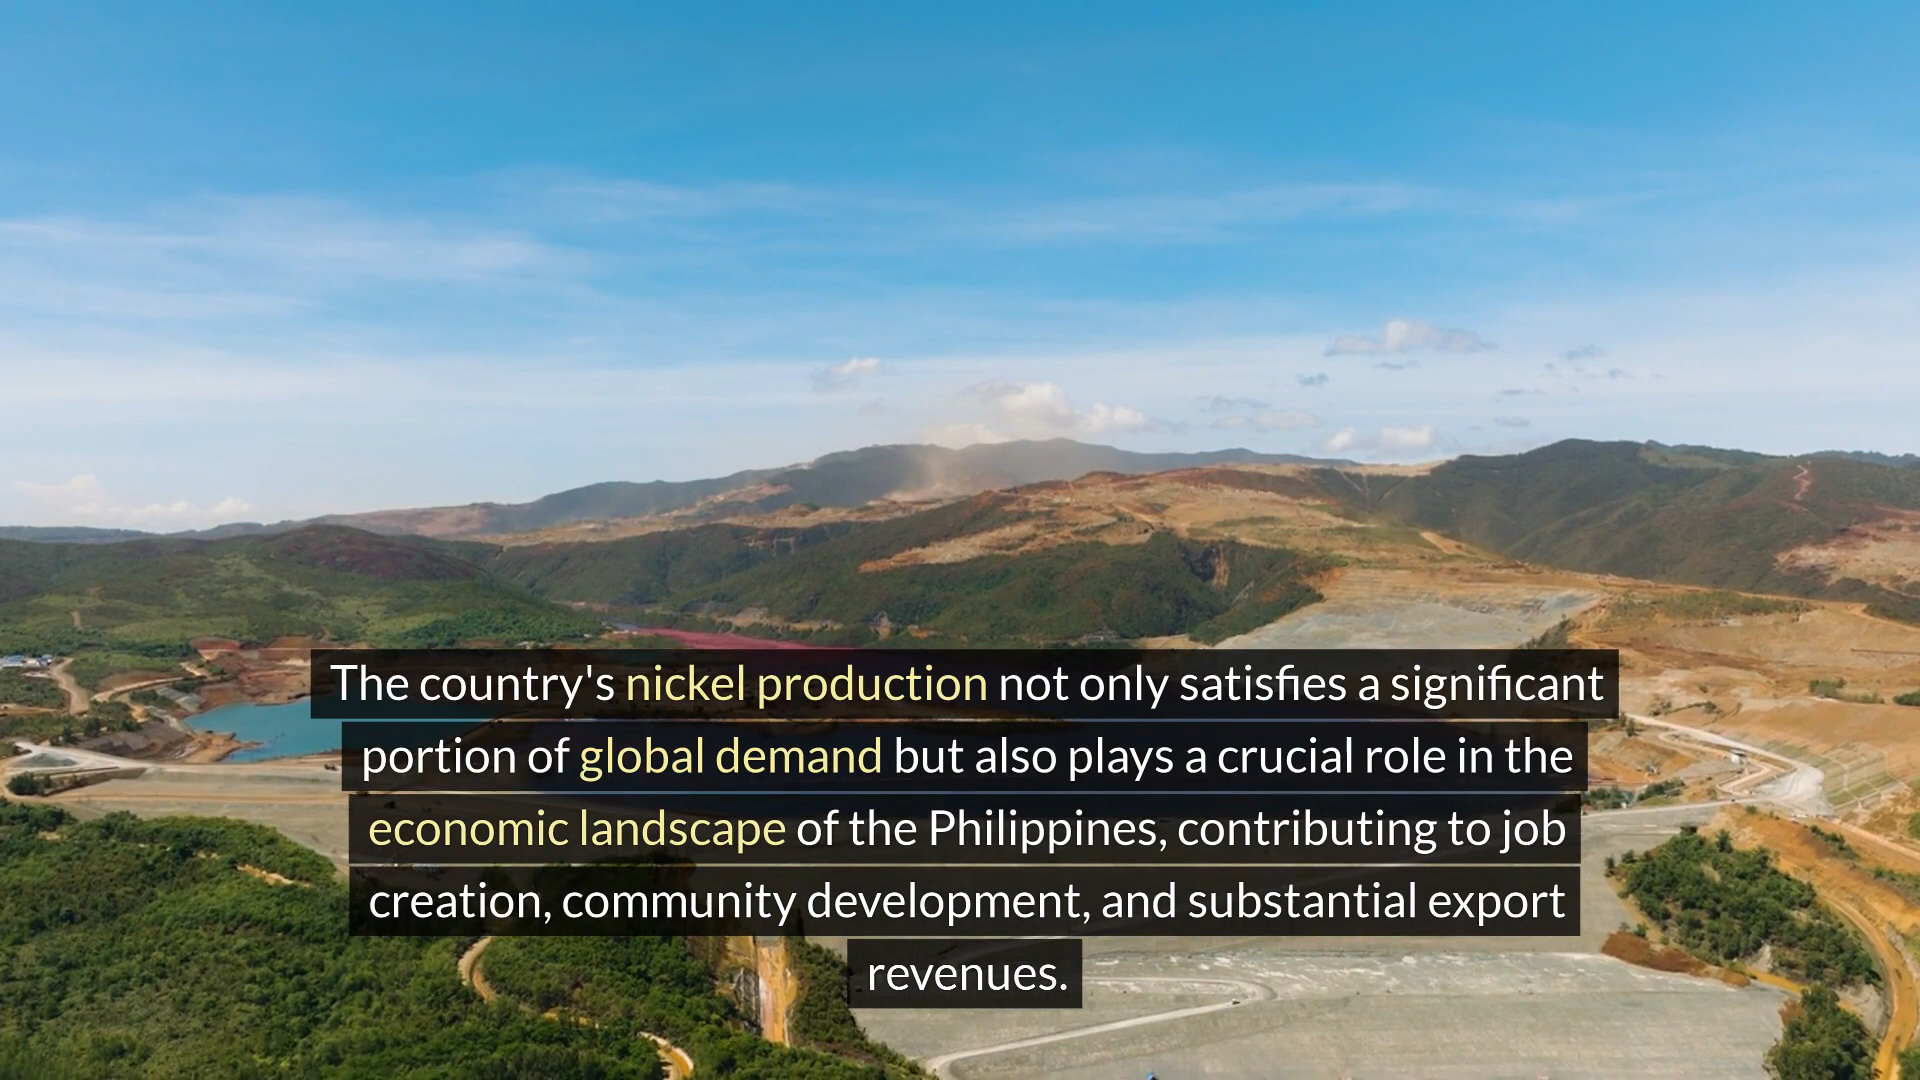 The country's nickel production not only satisfies a significant
portion of global demand but also plays a crucial role in the
economic landscape of the Philippines, contributing to job
creation, community development, and substantial export
revenues.